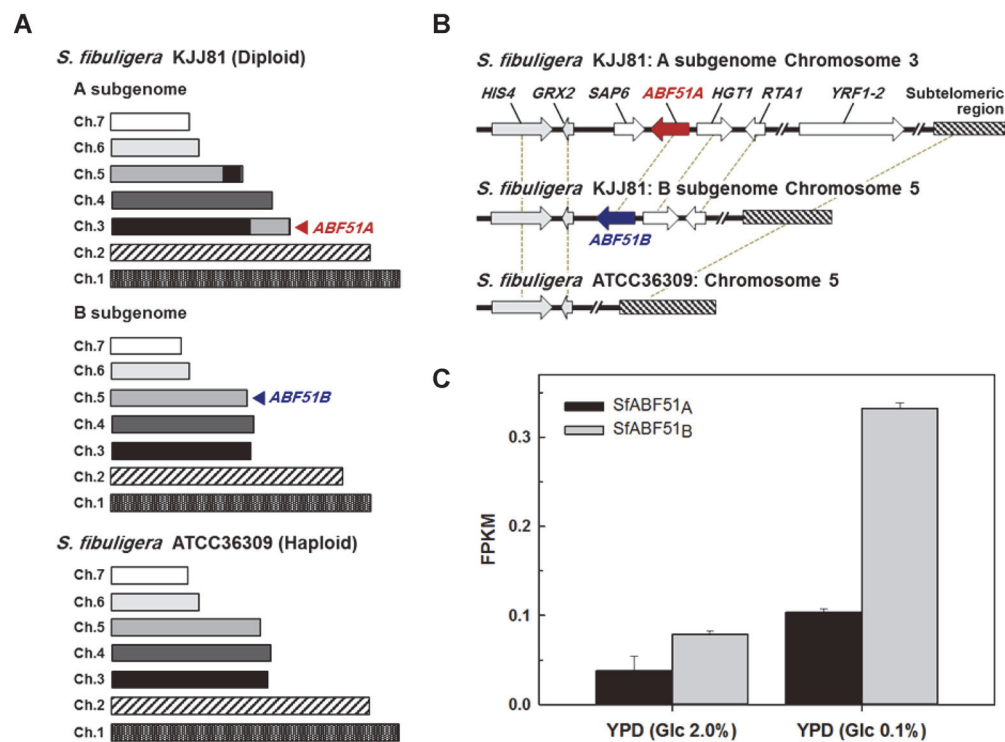 A
S. fibuligera KJJ81 (Diploid)
A subgenome
Ch.7
Ch.6
Ch.5
Ch.4
Ch.3
ABF51A
Ch.2
Ch.1
B subgenome
Ch.7
Ch.6
Ch.5
ABF51B
Ch.4
Ch.3
Ch.2
Ch.1
S. fibuligera ATCC36309 (Haploid)
Ch.7
Ch.6
Ch.5
Ch.4
Ch.3
Ch.2
Ch.1
B
S. fibuligera KJJ81: A subgenome Chromosome 3
HIS4 GRX2 SAP6 ABF51A HGT1 RTA1 YRF1-2 Subtelomeric
region
S. fibuligera KJJ81: B subgenome Chromosome 5
ABF51B
S. fibuligera ATCC36309: Chromosome 5
C
SfABF51A
SfABF51B
FPKM
0.3
0.2
0.1
0.0
YPD (Glc 2.0%) YPD (Glc 0.1%)